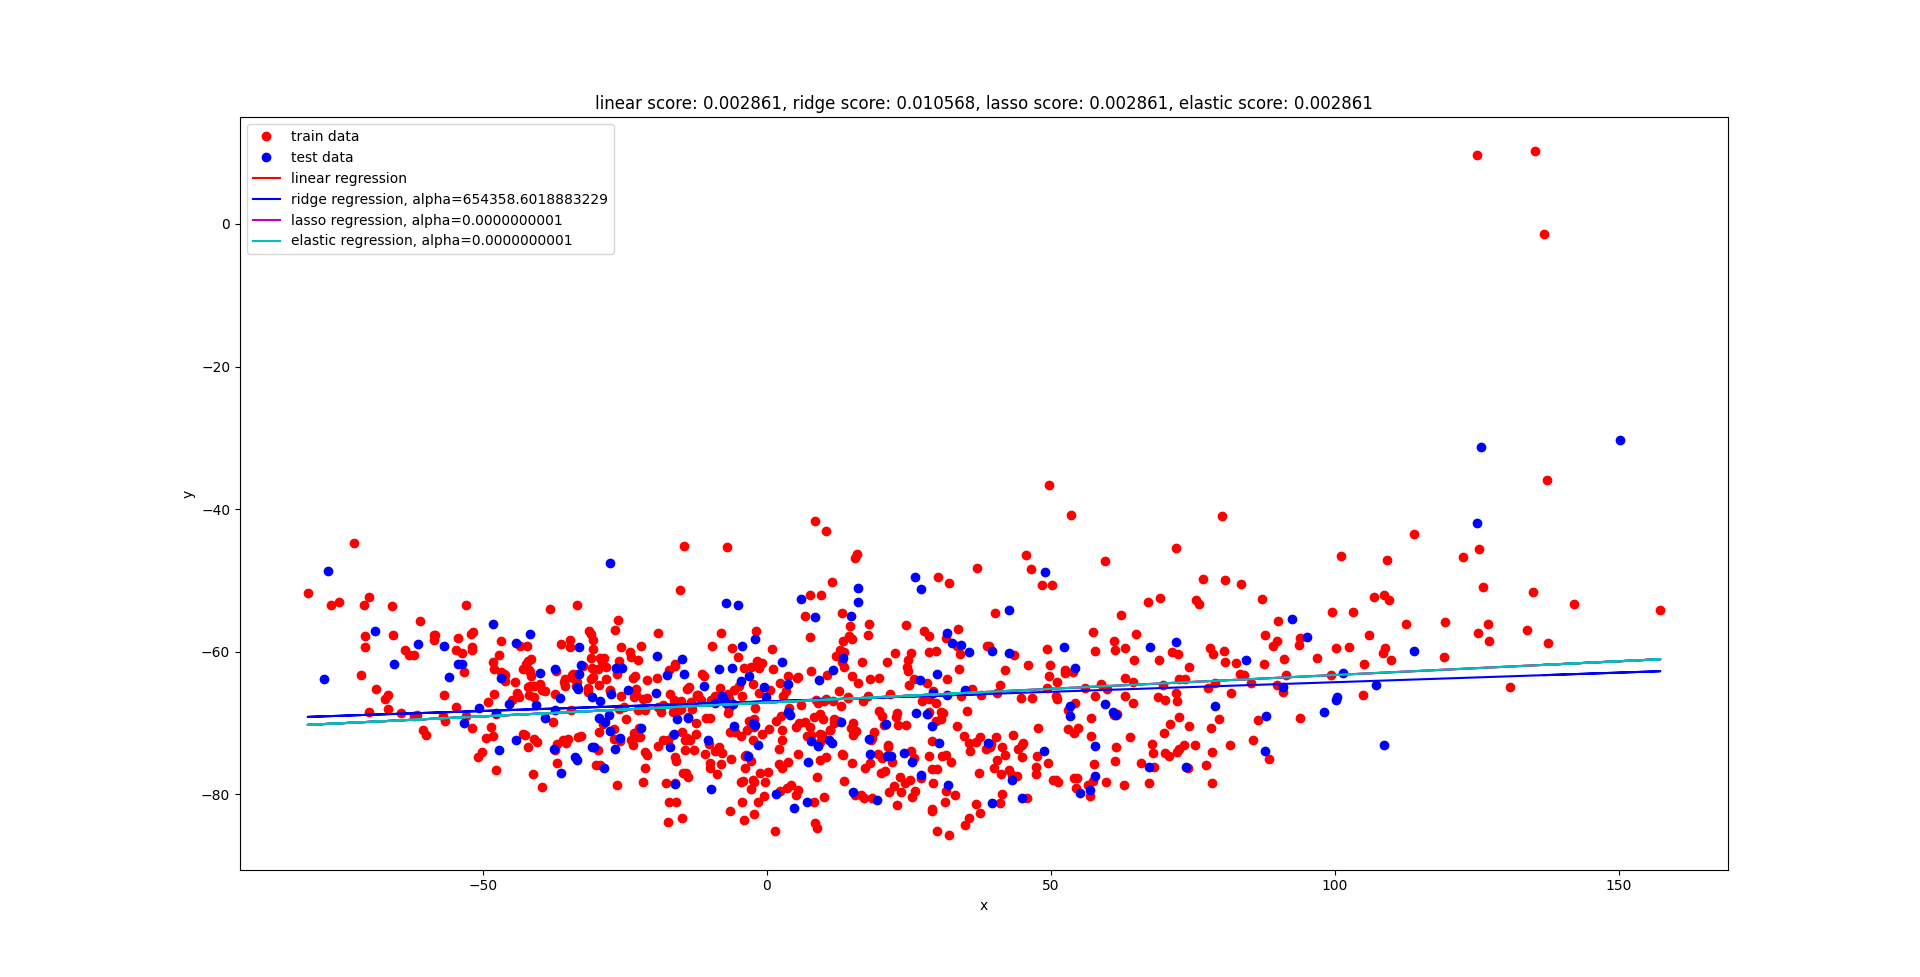 linear score: 0.002861, ridge score: 0.010568, lasso score: 0.002861, elastic score: 0.002861
train data
test data
linear regression
ridge regression, alpha=654358.6018883229
lasso regression, alpha=0.0000000001
elastic regression, alpha=0.0000000001
0
−20
−40
−60
−80
y
−50 0 50 100 150
x